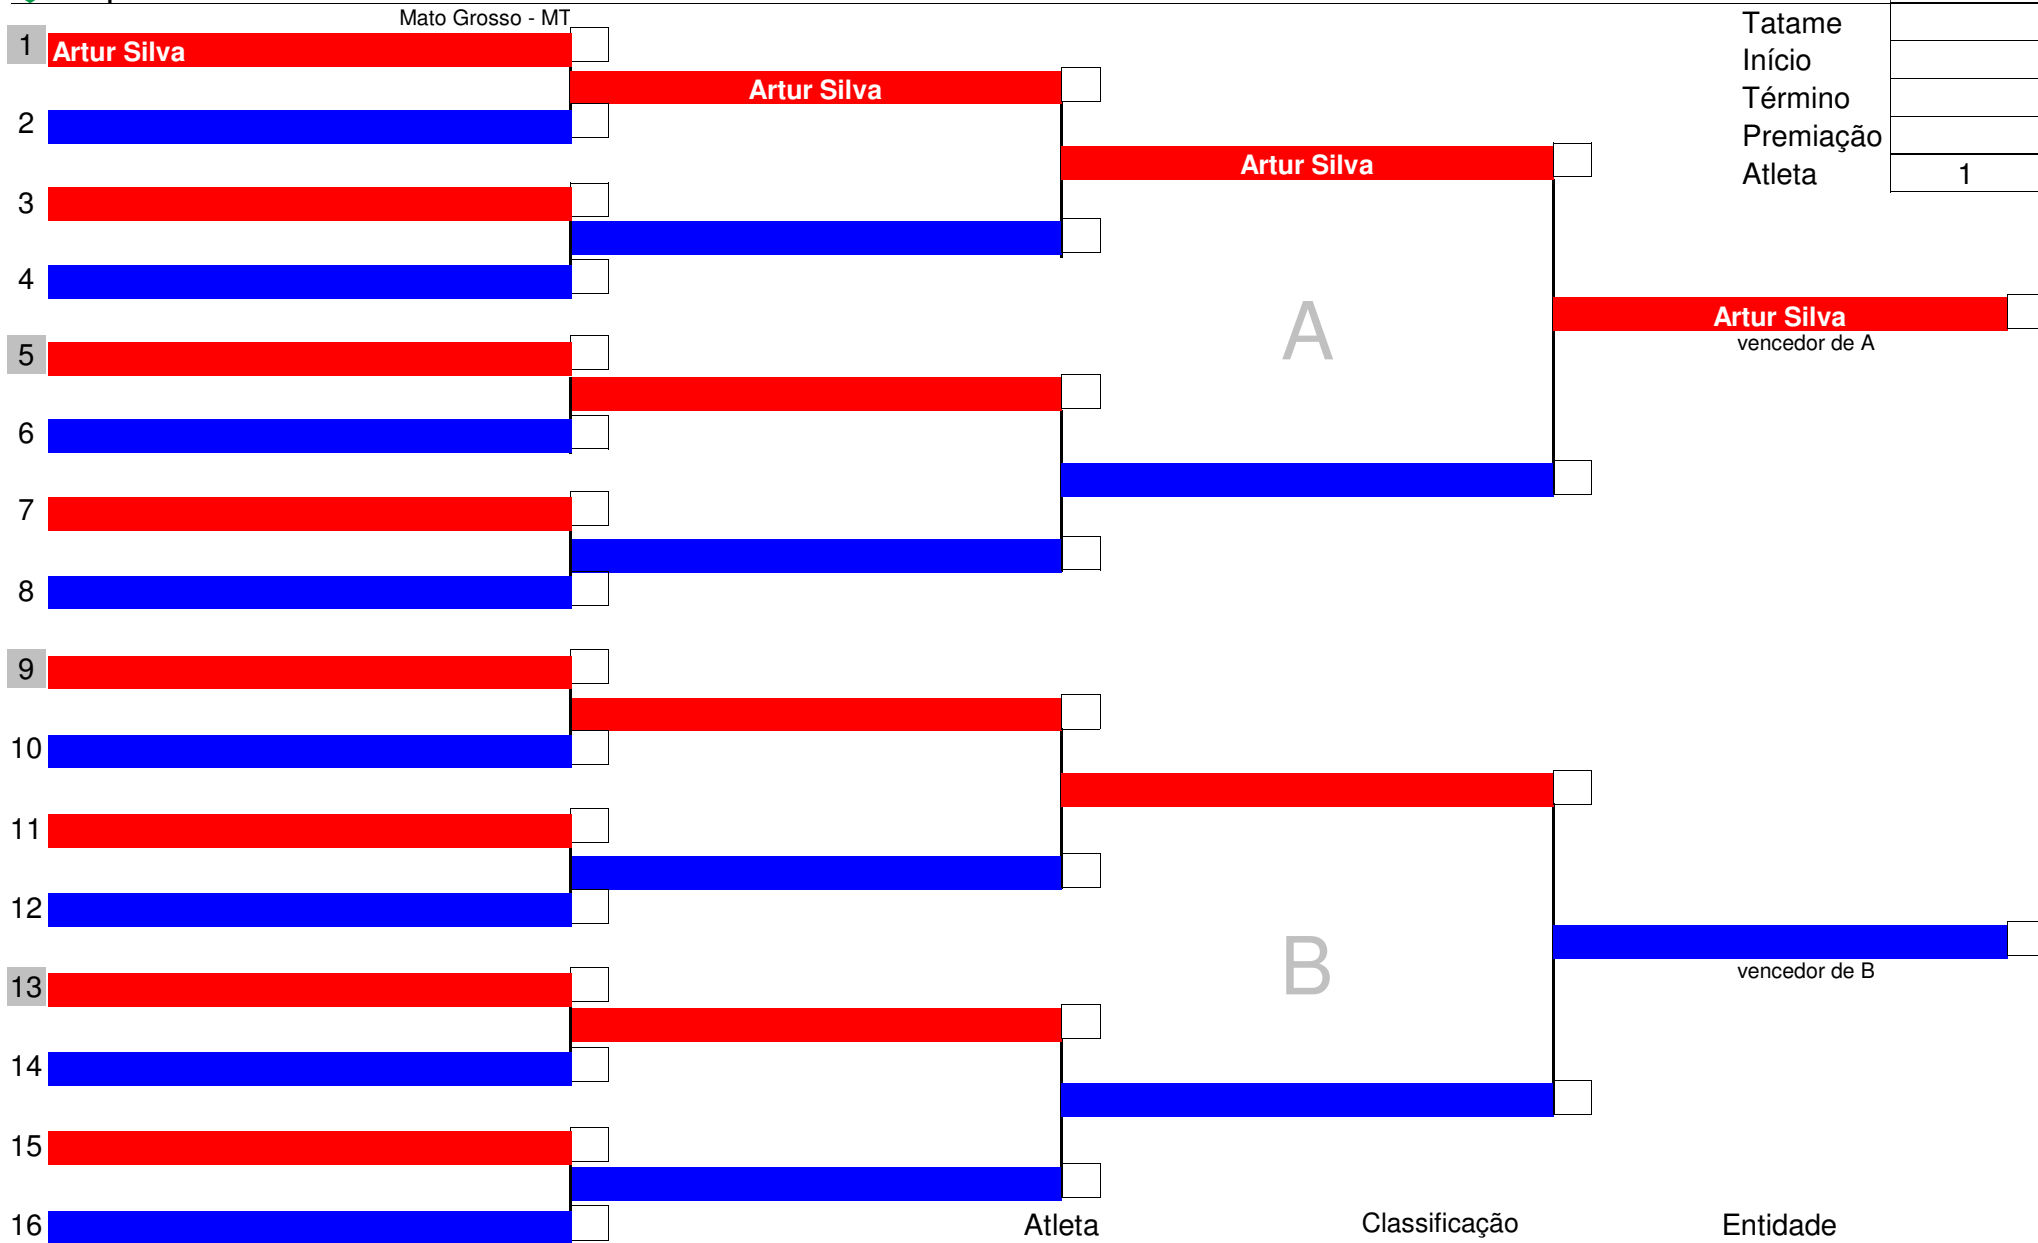 Mato Grosso - MT
Tatame
1 Artur Silva
Início
Artur Silva
Término
2
Premiação
Artur Silva
Atleta 1
3
4
Artur Silva
A
vencedor de A
5
6
7
8
9
10
11
12
B
vencedor de B
13
14
15
16
Atleta Classificação Entidade